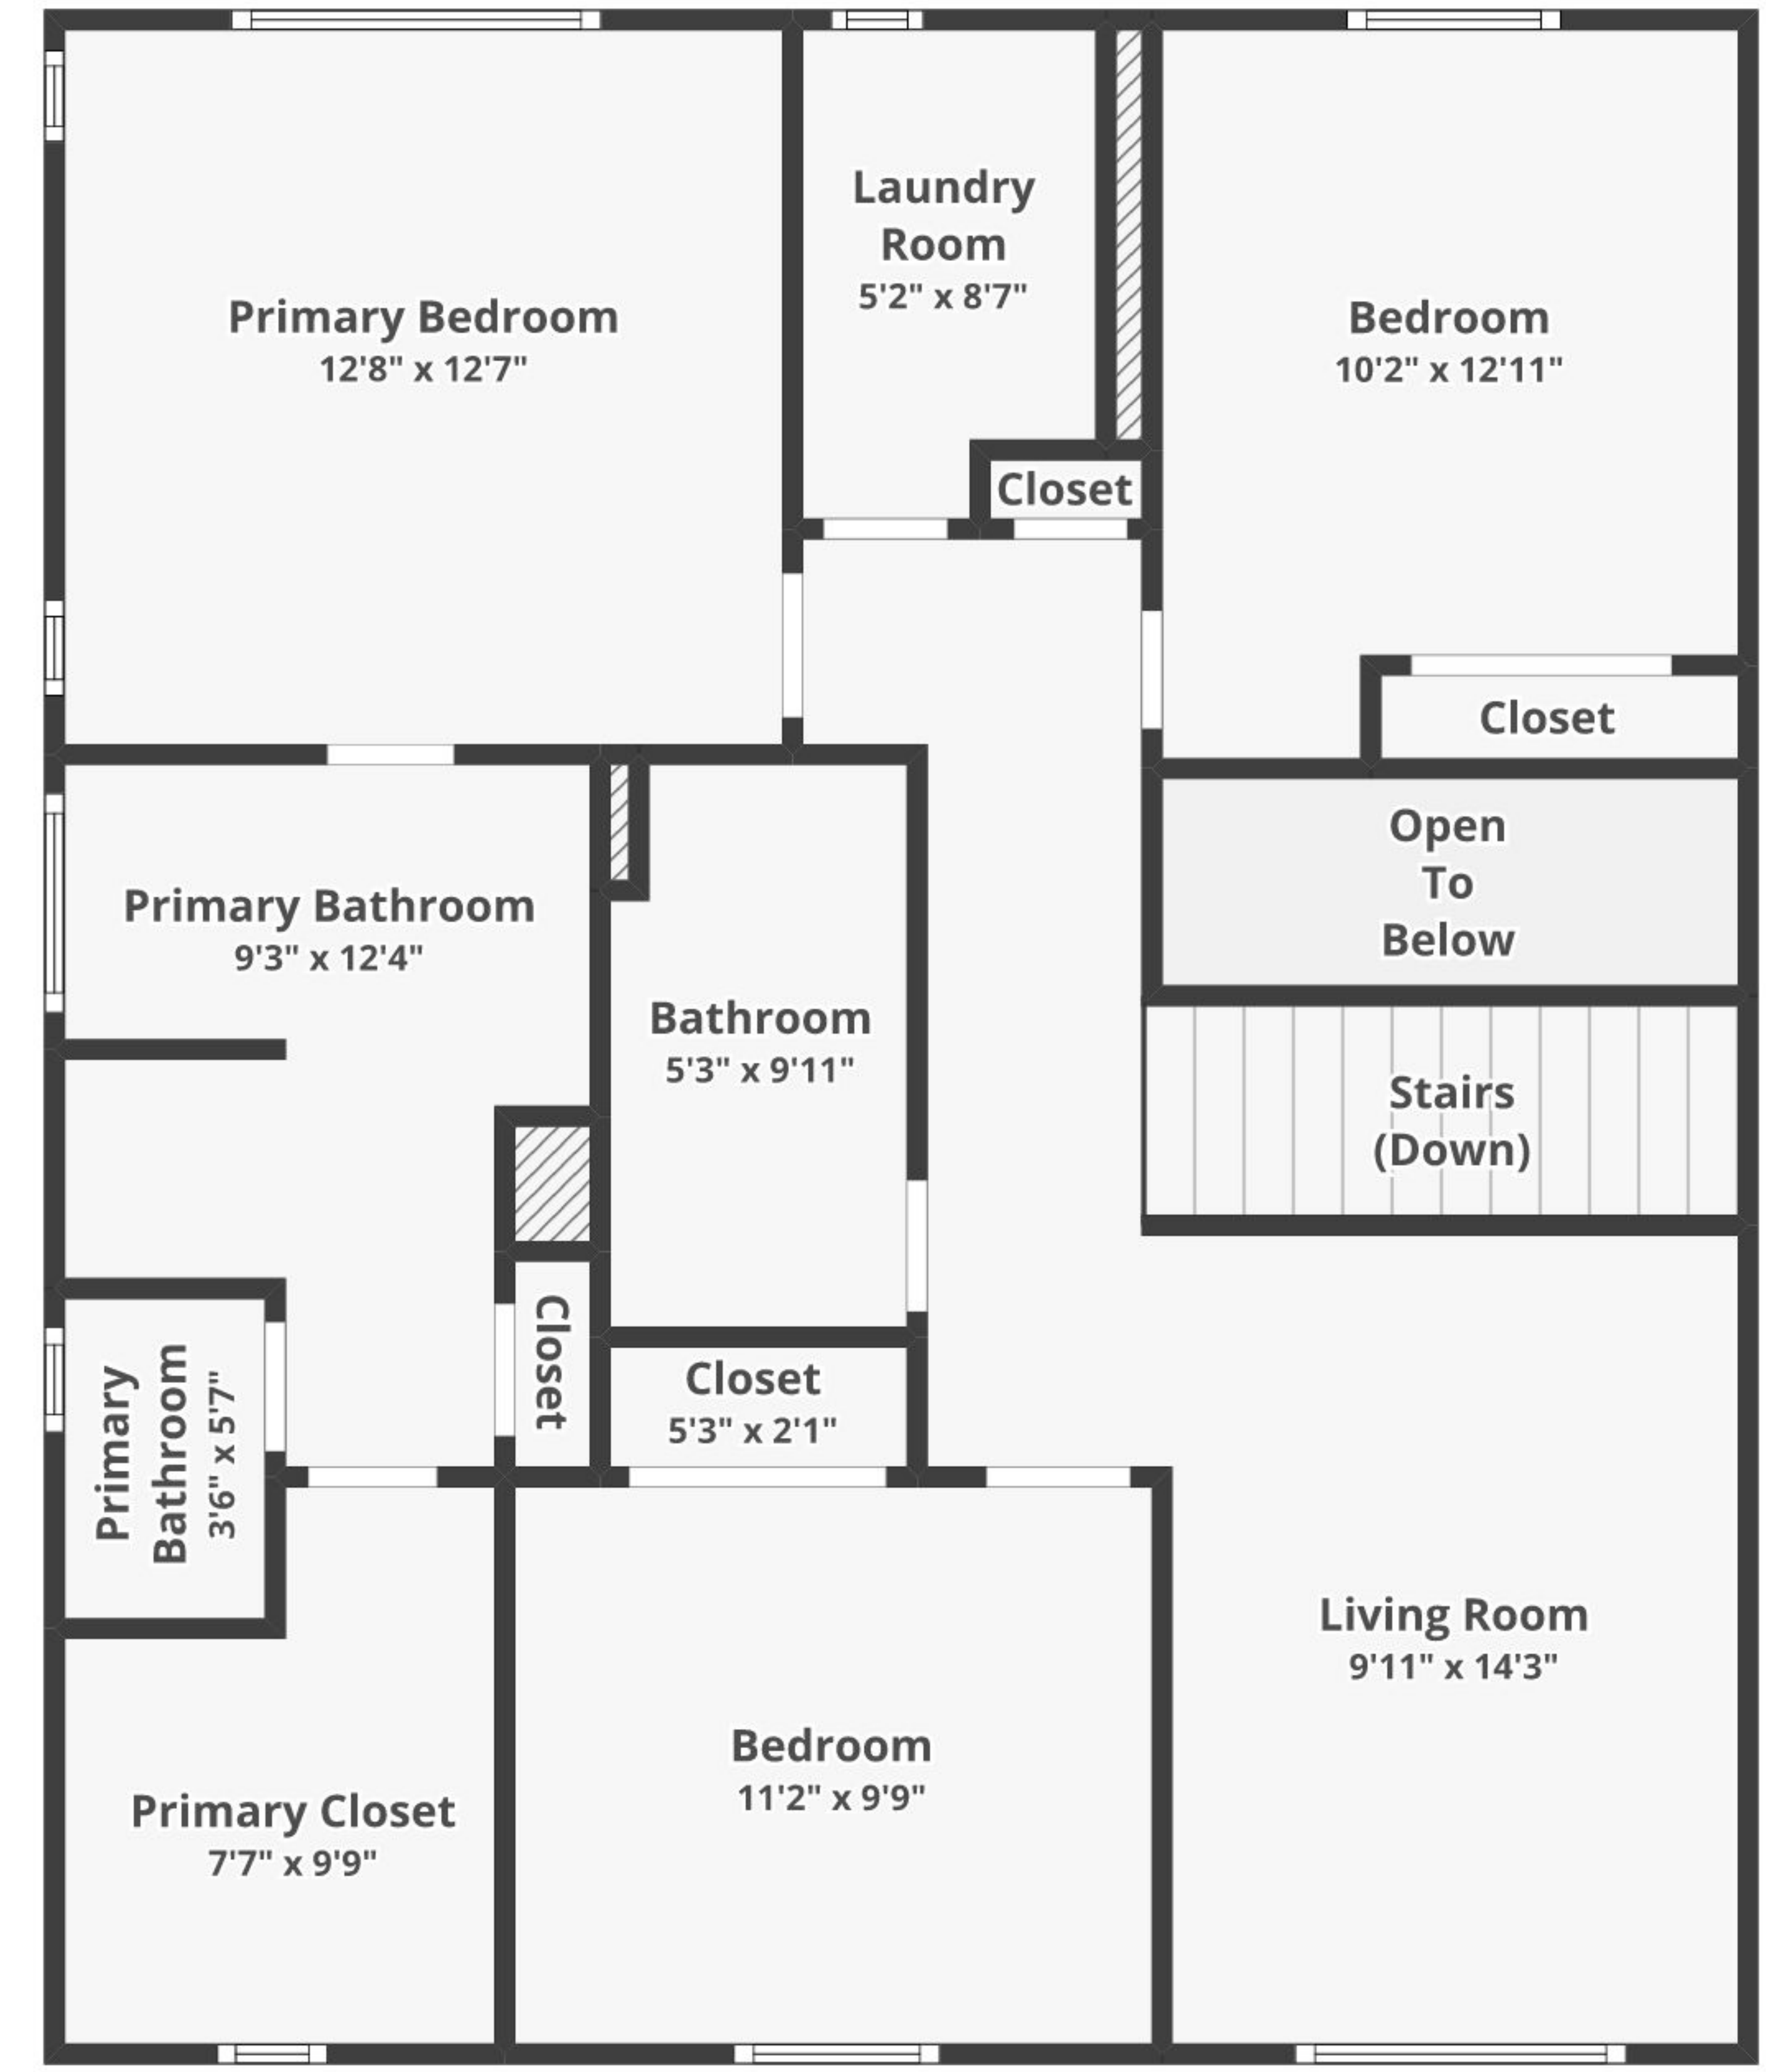 Primary Bedroom
12'8" x 12'7"
Laundry
Room
5'2" x 8'7"
Bedroom
10'2" x 12'11"
Closet
Closet
Open
To
Below
Primary Bathroom
9'3" x 12'4"
Bathroom
5'3" x 9'11"
Stairs
(Down)
Closet
Closet
5'3" x 2'1"
Primary
Bathroom
3'6" x 5'7"
Living Room
9'11" x 14'3"
Bedroom
11'2" x 9'9"
Primary Closet
7'7" x 9'9"